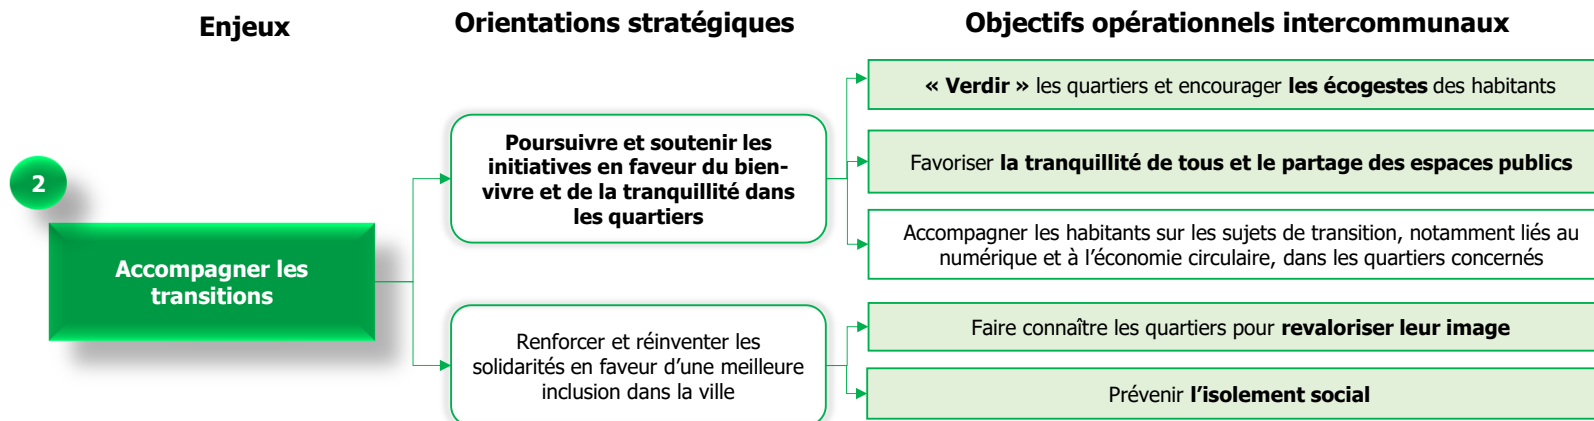 Enjeux
Orientations stratégiques
Objectifs opérationnels intercommunaux
2
Accompagner les
transitions
Poursuivre et soutenir les
initiatives en faveur du bien-
vivre et de la tranquillité dans
les quartiers
« Verdir » les quartiers et encourager les écogestes des habitants
Favoriser la tranquillité de tous et le partage des espaces publics
Accompagner les habitants sur les sujets de transition, notamment liés au
numérique et à l’économie circulaire, dans les quartiers concernés
Renforcer et réinventer les
solidarités en faveur d’une meilleure
inclusion dans la ville
Faire connaître les quartiers pour revaloriser leur image
Prévenir l’isolement social